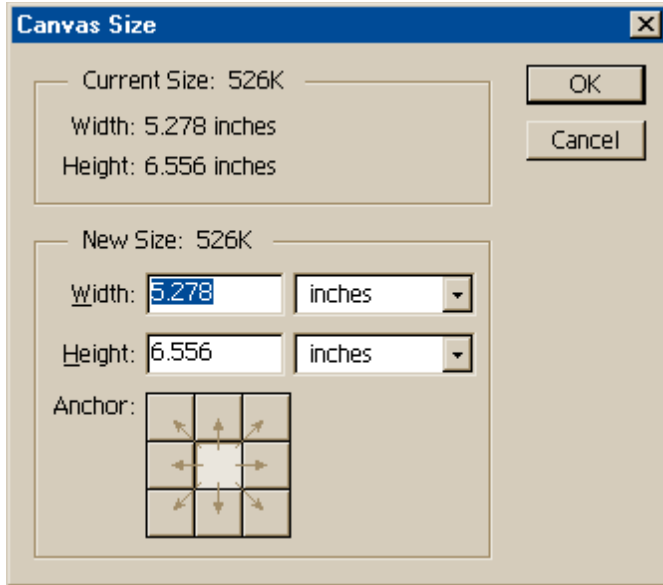 Canvas Size
Current Size: 526K
Width: 5.278 inches
Height: 6.556 inches
OK
Cancel
New Size: 526K
Width: 5.278 inches
Height: 6.556 inches
Anchor: